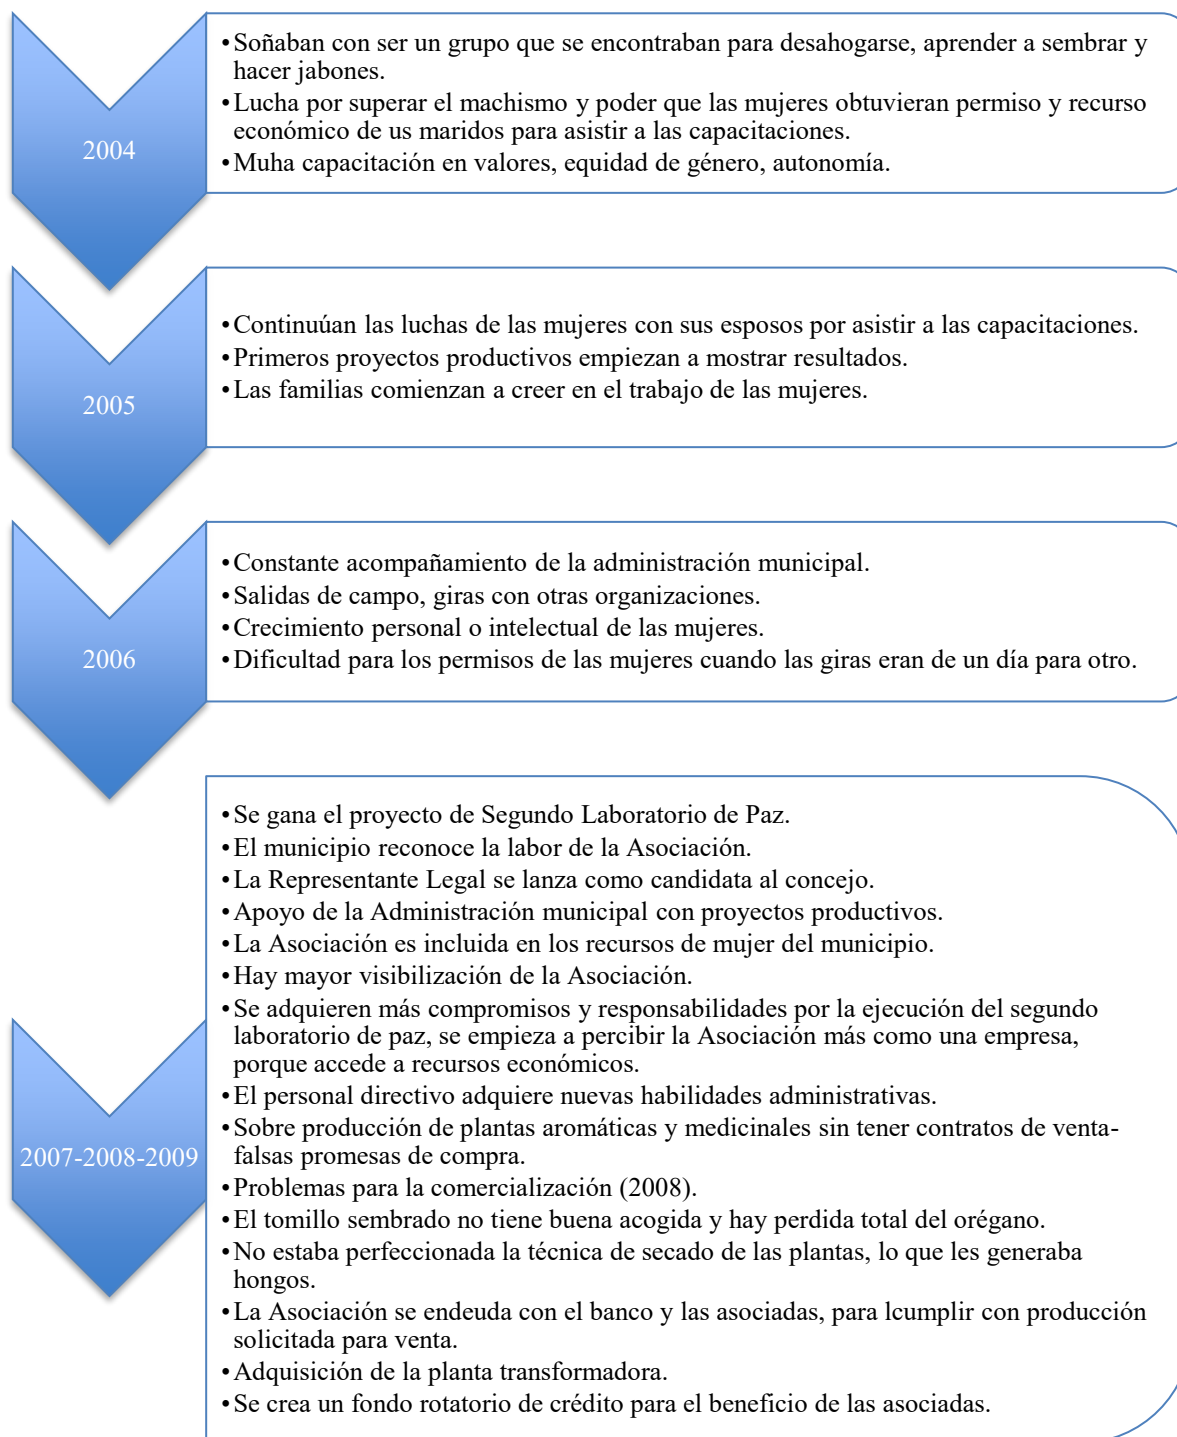 2004
•Soñaban con ser un grupo que se encontraban para desahogarse, aprender a sembrar y
hacer jabones.
•Lucha por superar el machismo y poder que las mujeres obtuvieran permiso y recurso
económico de us maridos para asistir a las capacitaciones.
•Muha capacitación en valores, equidad de género, autonomía.
2005
•Continuúan las luchas de las mujeres con sus esposos por asistir a las capacitaciones.
•Primeros proyectos productivos empiezan a mostrar resultados.
•Las familias comienzan a creer en el trabajo de las mujeres.
2006
•Constante acompañamiento de la administración municipal.
•Salidas de campo, giras con otras organizaciones.
•Crecimiento personal o intelectual de las mujeres.
•Dificultad para los permisos de las mujeres cuando las giras eran de un día para otro.
2007-2008-2009
•Se gana el proyecto de Segundo Laboratorio de Paz.
•El municipio reconoce la labor de la Asociación.
•La Representante Legal se lanza como candidata al concejo.
•Apoyo de la Administración municipal con proyectos productivos.
•La Asociación es incluida en los recursos de mujer del municipio.
•Hay mayor visibilización de la Asociación.
•Se adquieren más compromisos y responsabilidades por la ejecución del segundo
laboratorio de paz, se empieza a percibir la Asociación más como una empresa,
porque accede a recursos económicos.
•El personal directivo adquiere nuevas habilidades administrativas.
•Sobre producción de plantas aromáticas y medicinales sin tener contratos de venta-
falsas promesas de compra.
•Problemas para la comercialización (2008).
•El tomillo sembrado no tiene buena acogida y hay perdida total del orégano.
•No estaba perfeccionada la técnica de secado de las plantas, lo que les generaba
hongos.
•La Asociación se endeuda con el banco y las asociadas, para lcumplir con producción
solicitada para venta.
•Adquisición de la planta transformadora.
•Se crea un fondo rotatorio de crédito para el beneficio de las asociadas.